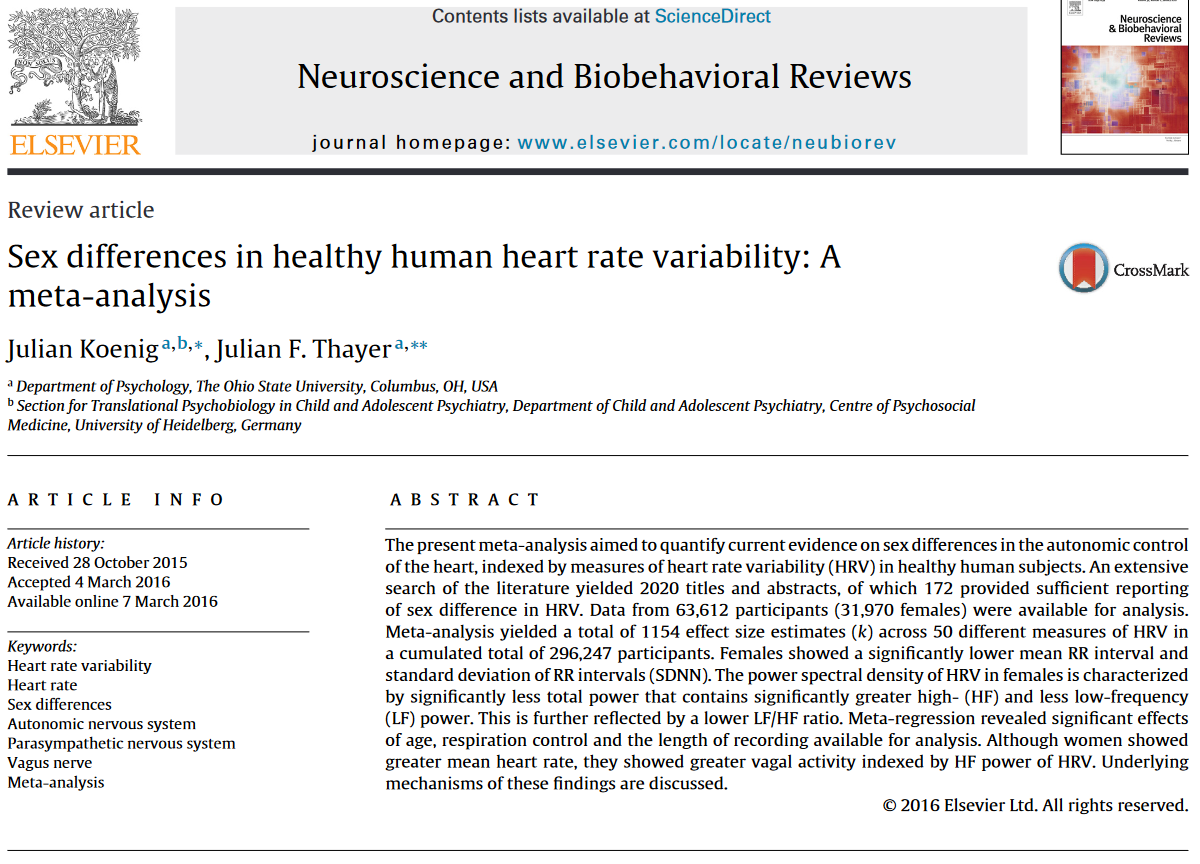 Contents lists available at ScienceDirect
Neuroscience and Biobehavioral Reviews
journal homepage: www.elsevier.com/locate/neubiorev
ELSEVIER
Neuroscience
& Biobehavioral
Reviews
Review article
Sex differences in healthy human heart rate variability: A
meta-analysis
CrossMark
Julian Koenig a,b,*, Julian F. Thayer a,**
a Department of Psychology, The Ohio State University, Columbus, OH, USA
b Section for Translational Psychobiology in Child and Adolescent Psychiatry, Department of Child and Adolescent Psychiatry, Centre of Psychosocial
Medicine, University of Heidelberg, Germany
ARTICLE INFO
Article history:
Received 28 October 2015
Accepted 4 March 2016
Available online 7 March 2016
Keywords:
Heart rate variability
Heart rate
Sex differences
Autonomic nervous system
Parasympathetic nervous system
Vagus nerve
Meta-analysis
ABSTRACT
The present meta-analysis aimed to quantify current evidence on sex differences in the autonomic control
of the heart, indexed by measures of heart rate variability (HRV) in healthy human subjects. An extensive
search of the literature yielded 2020 titles and abstracts, of which 172 provided sufficient reporting
of sex difference in HRV. Data from 63,612 participants (31,970 females) were available for analysis.
Meta-analysis yielded a total of 1154 effect size estimates (k) across 50 different measures of HRV in
a cumulated total of 296,247 participants. Females showed a significantly lower mean RR interval and
standard deviation of RR intervals (SDNN). The power spectral density of HRV in females is characterized
by significantly less total power that contains significantly greater high- (HF) and less low-frequency
(LF) power. This is further reflected by a lower LF/HF ratio. Meta-regression revealed significant effects
of age, respiration control and the length of recording available for analysis. Although women showed
greater mean heart rate, they showed greater vagal activity indexed by HF power of HRV. Underlying
mechanisms of these findings are discussed.
© 2016 Elsevier Ltd. All rights reserved.